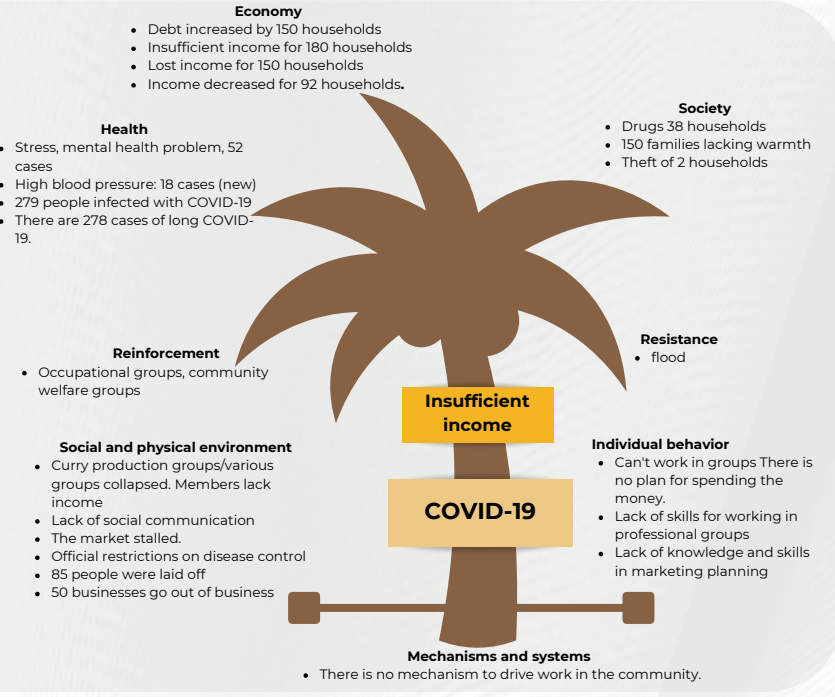 Economy
• Debt increased by 150 households
• Insufficient income for 180 households
• Lost income for 150 households
• Income decreased for 92 households.
Health
• Stress, mental health problem, 52
cases
• High blood pressure: 18 cases (new)
• 279 people infected with COVID-19
• There are 278 cases of long COVID-
19.
Society
• Drugs 38 households
• 150 families lacking warmth
• Theft of 2 households
Reinforcement
• Occupational groups, community
welfare groups
Resistance
• flood
Insufficient
income
COVID-19
Social and physical environment
• Curry production groups/various
groups collapsed. Members lack
income
• Lack of social communication
• The market stalled.
• Official restrictions on disease control
• 85 people were laid off
• 50 businesses go out of business
Individual behavior
• Can't work in groups There is
no plan for spending the
money.
• Lack of skills for working in
professional groups
• Lack of knowledge and skills
in marketing planning
Mechanisms and systems
• There is no mechanism to drive work in the community.